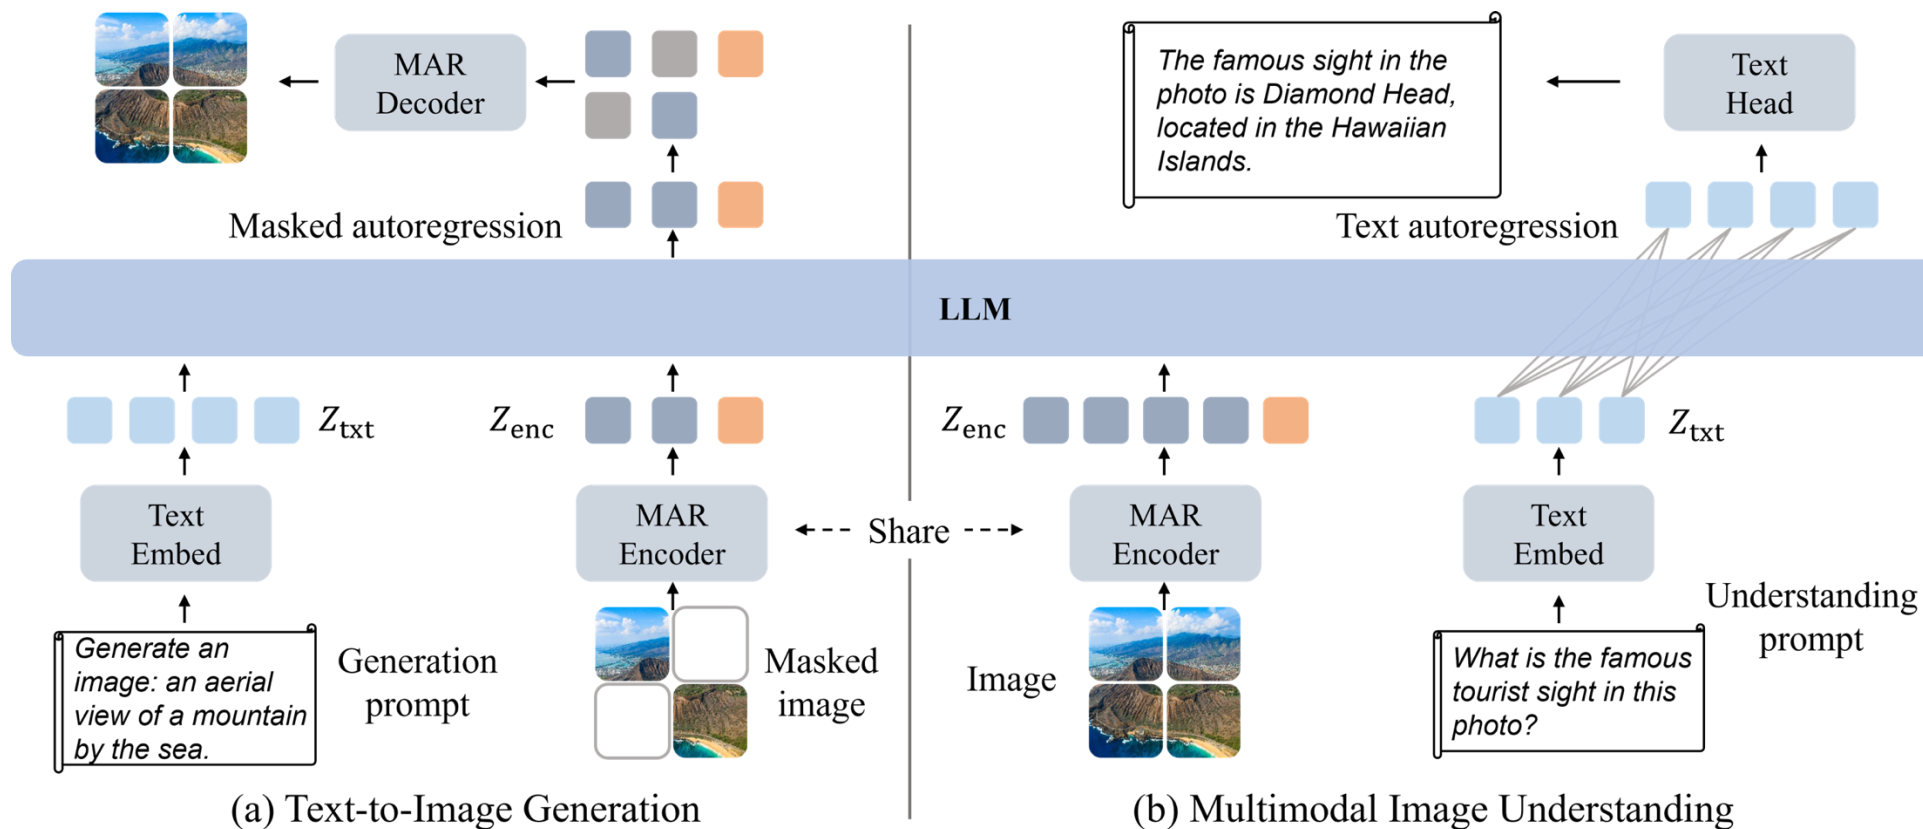 MAR
Decoder
Masked autoregression
The famous sight in the
photo is Diamond Head,
located in the Hawaiian
Islands.
Text
Head
Text autoregression
LLM
Z_txt
Z_enc
Z_enc
Z_txt
Text
Embed
MAR
Encoder
Share
MAR
Encoder
Text
Embed
Generate an
image: an aerial
view of a mountain
by the sea.
Generation
prompt
Masked
image
Image
What is the famous
tourist sight in this
photo?
Understanding
prompt
(a) Text-to-Image Generation
(b) Multimodal Image Understanding